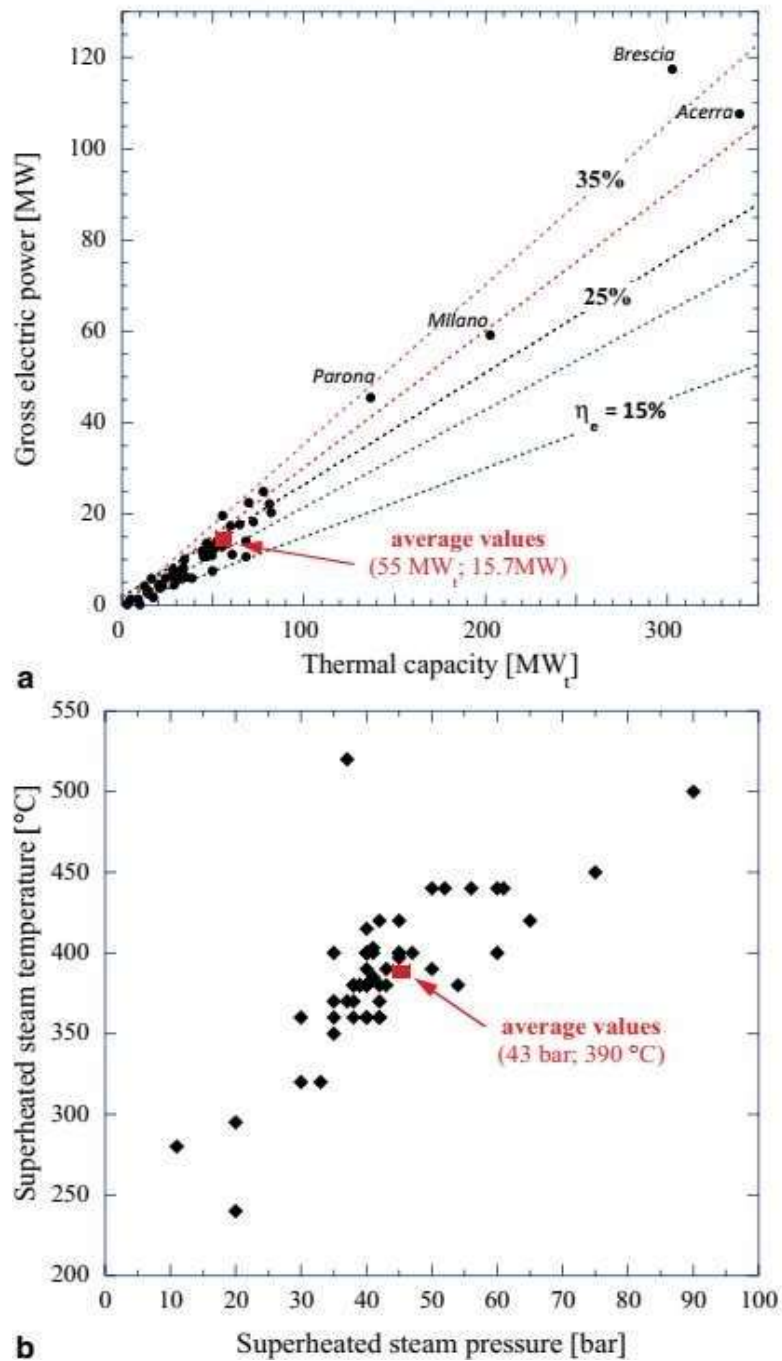 120
100
80
60
40
20
0
Gross electric power [MW]
Brescia
Acerra
35%
Milano
25%
Parona
ηe = 15%
average values
(55 MWt; 15.7MW)
0
100
200
300
Thermal capacity [MWt]
a
550
500
450
400
350
300
250
200
Superheated steam temperature [°C]
average values
(43 bar; 390 °C)
0
10
20
30
40
50
60
70
80
90
100
Superheated steam pressure [bar]
b